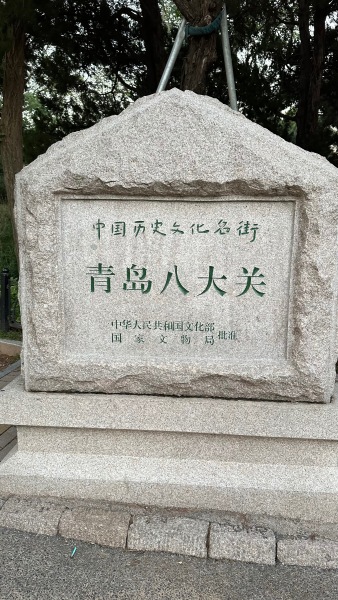 中国历史文化名街
青岛八大关
中华人民共和国文化部
国家文物局 批准